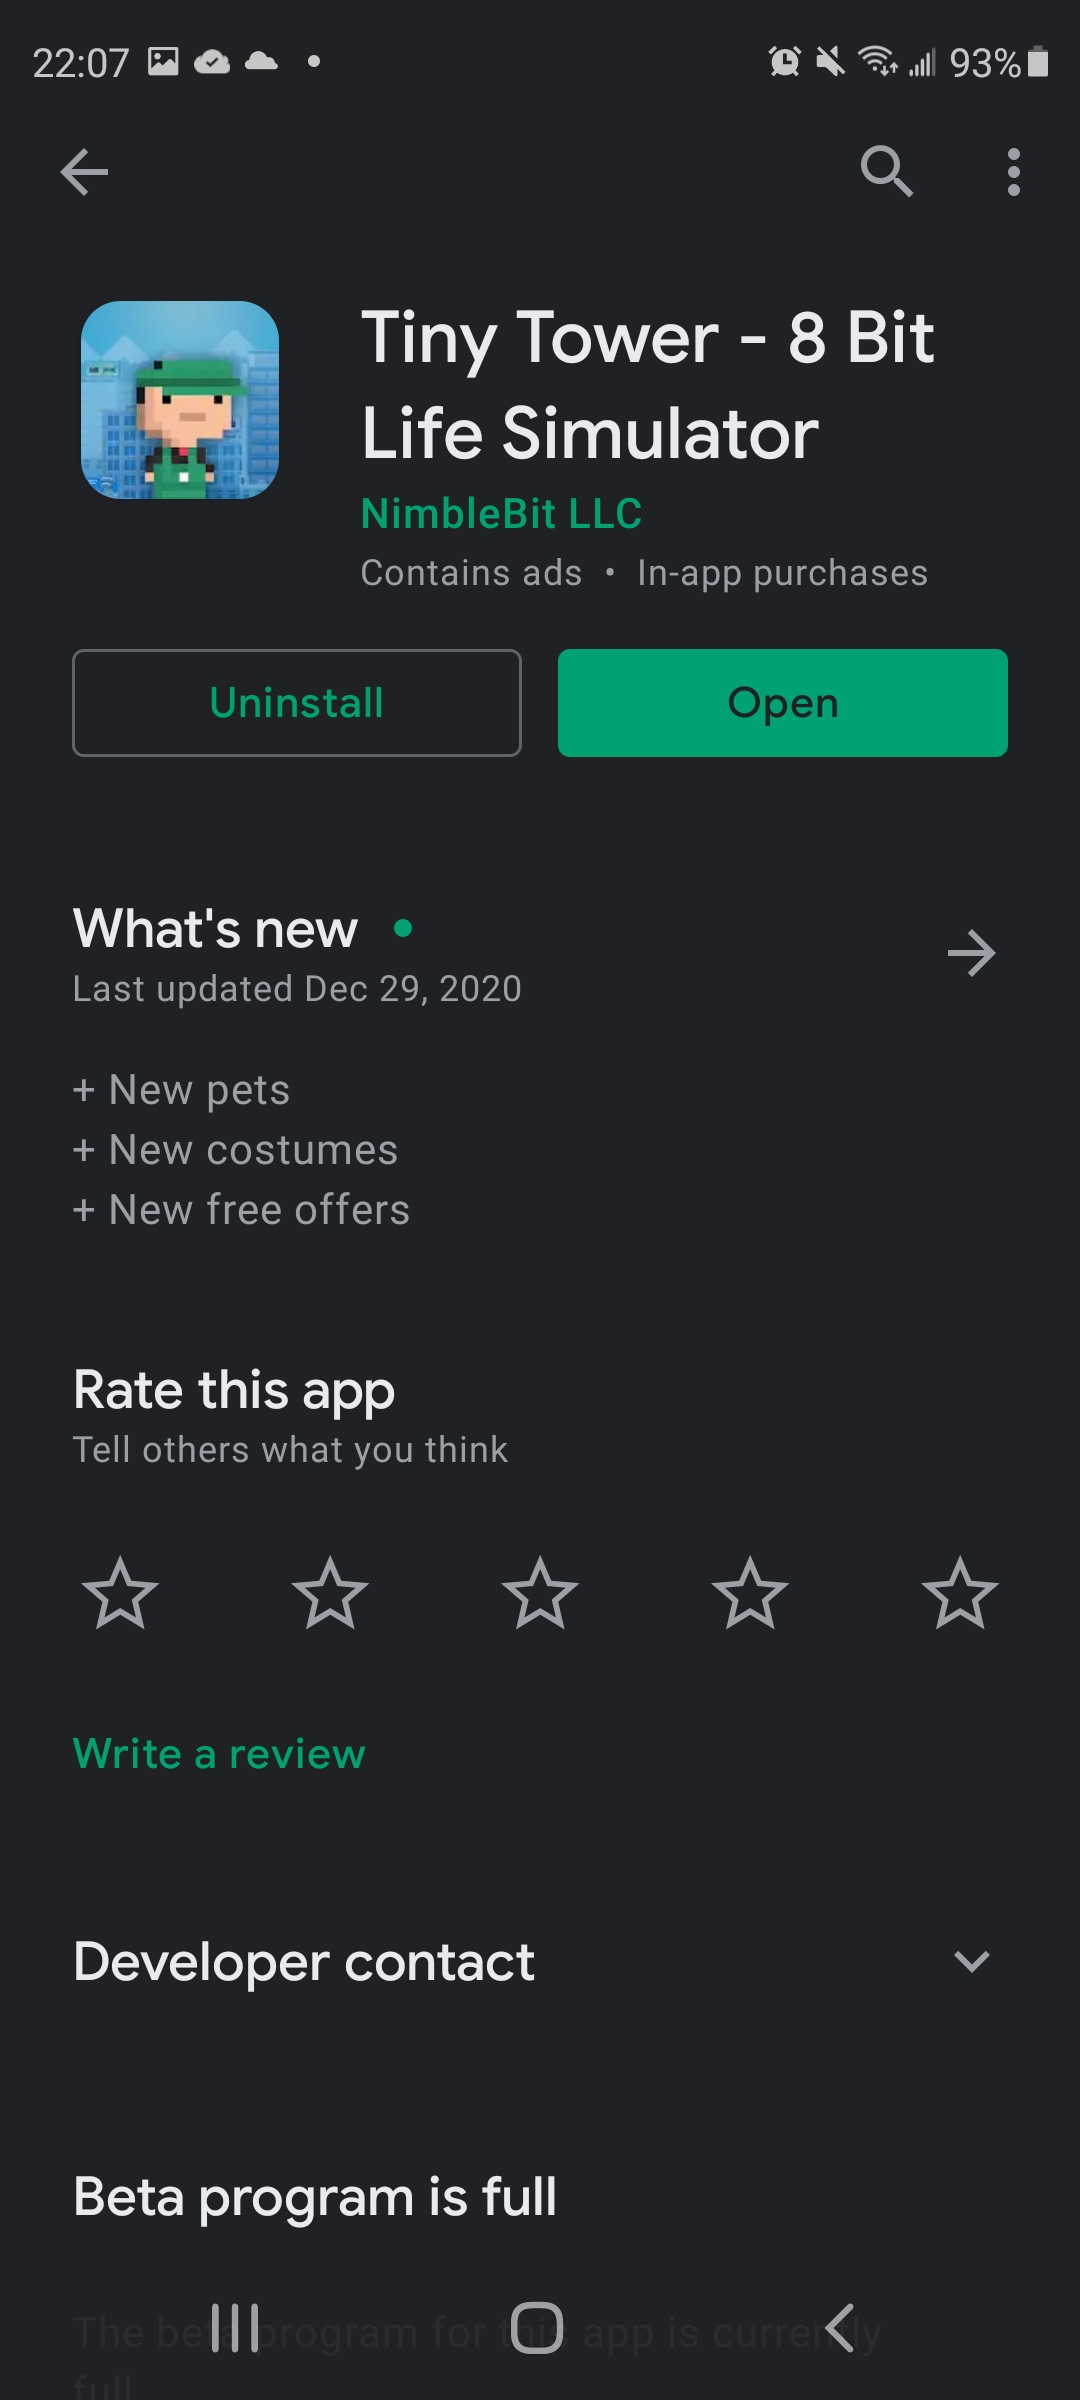 22:07 93%
Tiny Tower - 8 Bit
Life Simulator
NimbleBit LLC
Contains ads • In-app purchases
Uninstall Open
What's new
Last updated Dec 29, 2020
+ New pets
+ New costumes
+ New free offers
Rate this app
Tell others what you think
Write a review
Developer contact
Beta program is full
The beta program for this app is currently
full